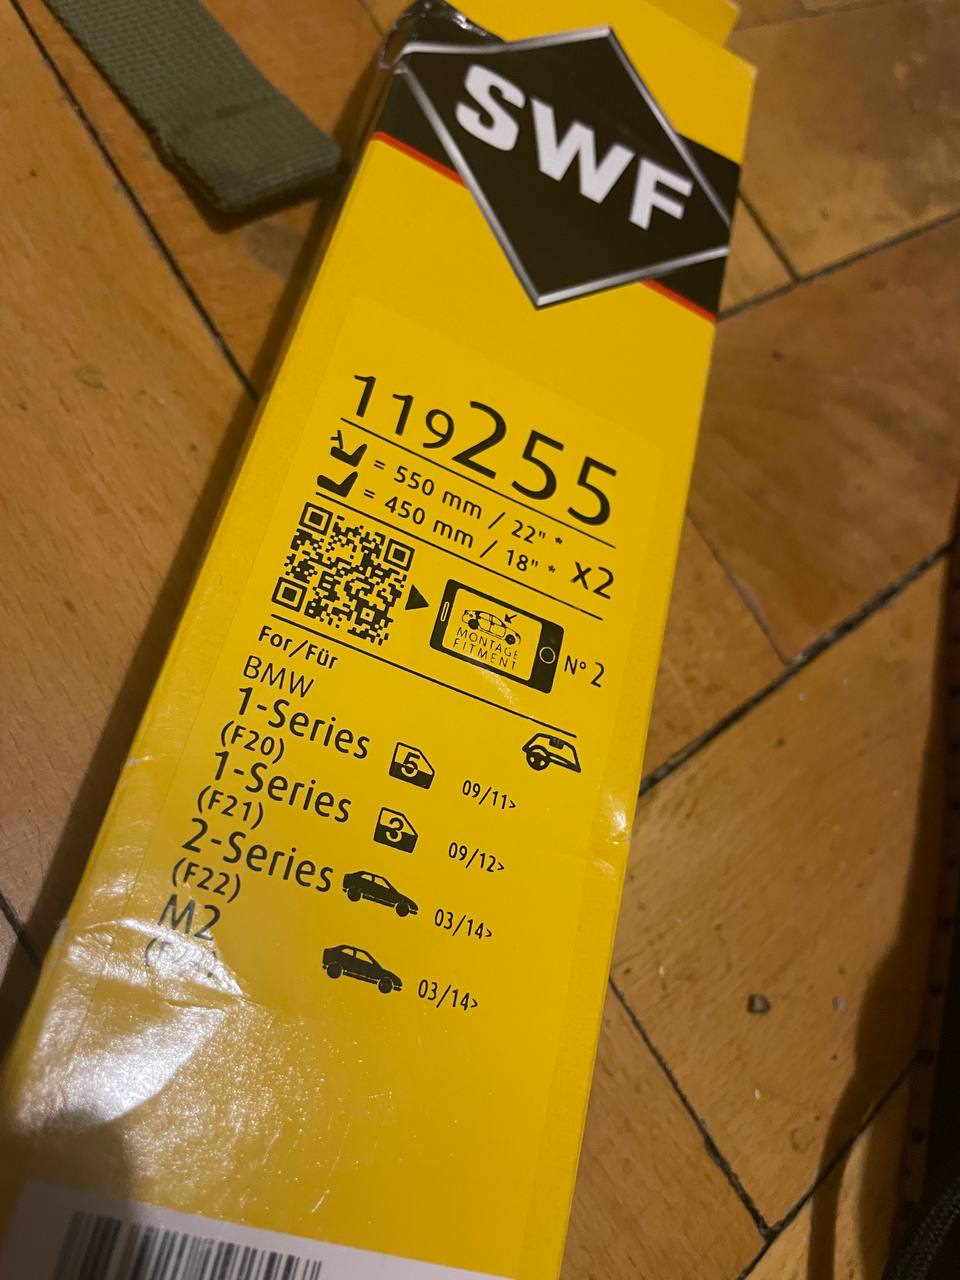 SWF
119255
= 550 mm / 22" *
= 450 mm / 18" * x2
MONTAGE
FITMENT
Nº 2
For/Für
BMW
1-Series 5 09/11>
(F20)
1-Series 3 09/12>
(F21)
2-Series 03/14>
(F22)
M2 03/14>